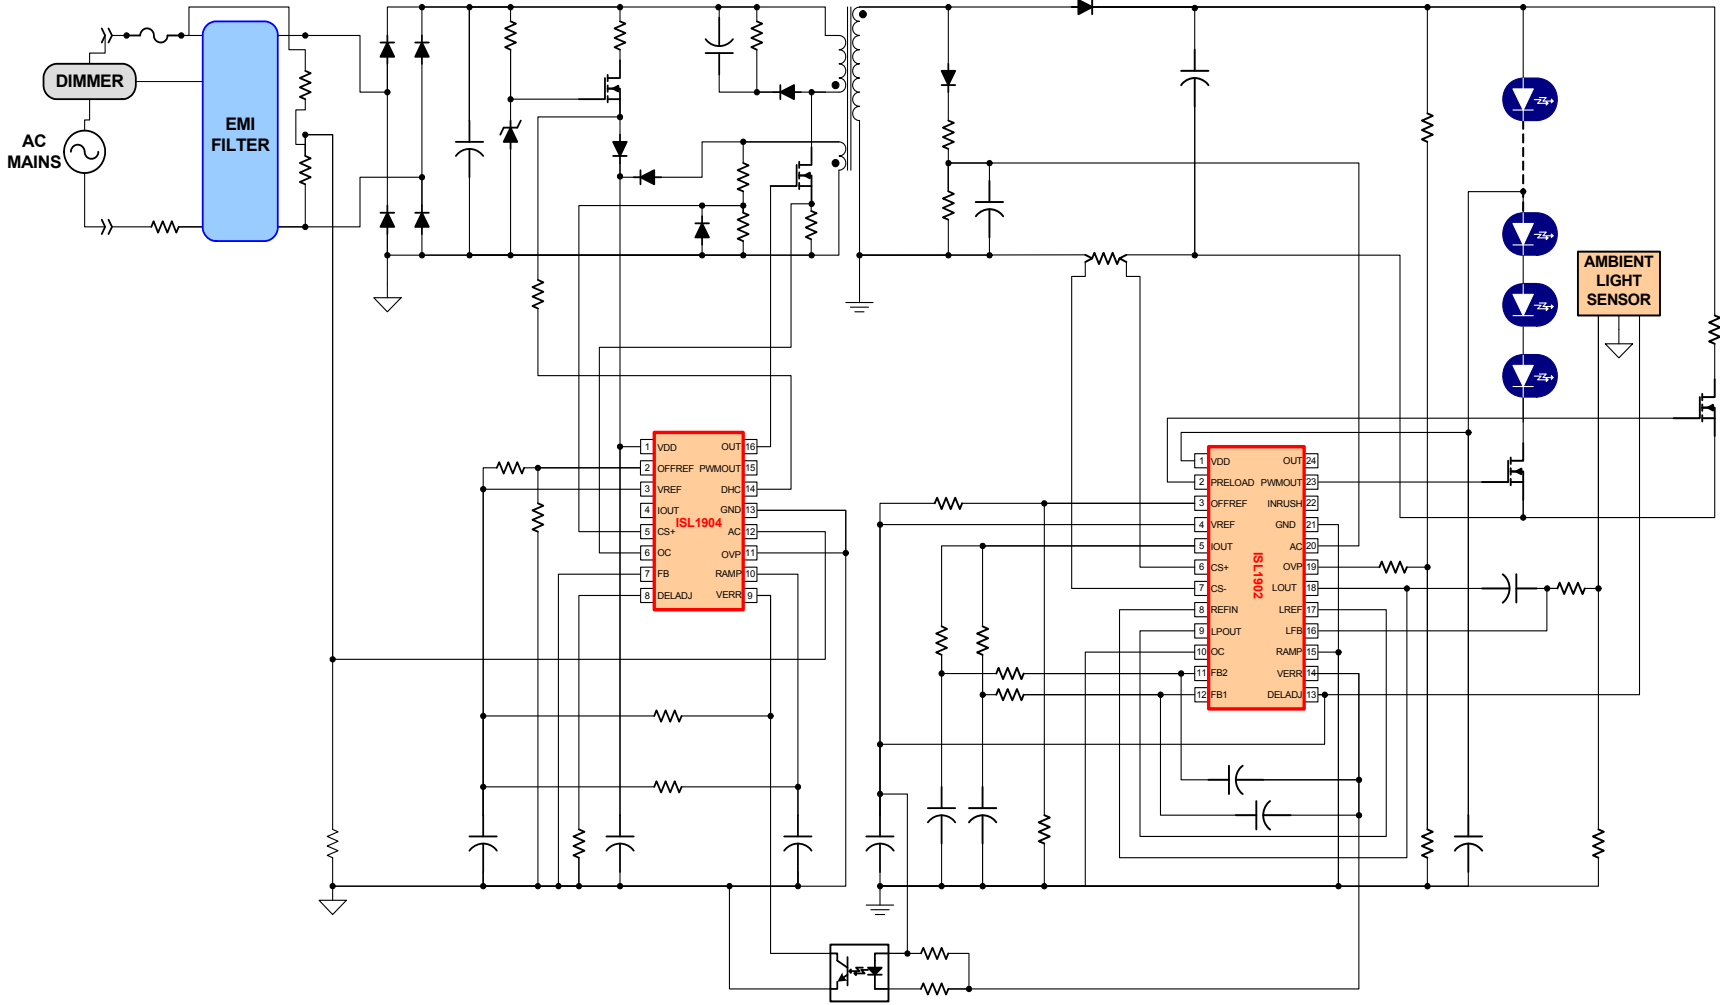 DIMMER
AC
MAINS
EMI
FILTER
AMBIENT
LIGHT
SENSOR
ISL1904
1 VDD
2 OFFREF
3 VREF
4 IOUT
5 CS+
6 OC
7 FB
8 DELADJ
OUT 16
PWMOUT 15
DHC 14
GND 13
AC 12
OVP 11
RAMP 10
VERR 9
ISL1902
1 VDD
2 PRELOAD
3 OFFREF
4 VREF
5 IOUT
6 CS+
7 CS-
8 REFIN
9 LPOUT
10 OC
11 FB2
12 FB1
OUT 24
PWMOUT 23
INRUSH 22
GND 21
AC 20
OVP 19
LOUT 18
LREF 17
LFB 16
RAMP 15
VERR 14
DELADJ 13